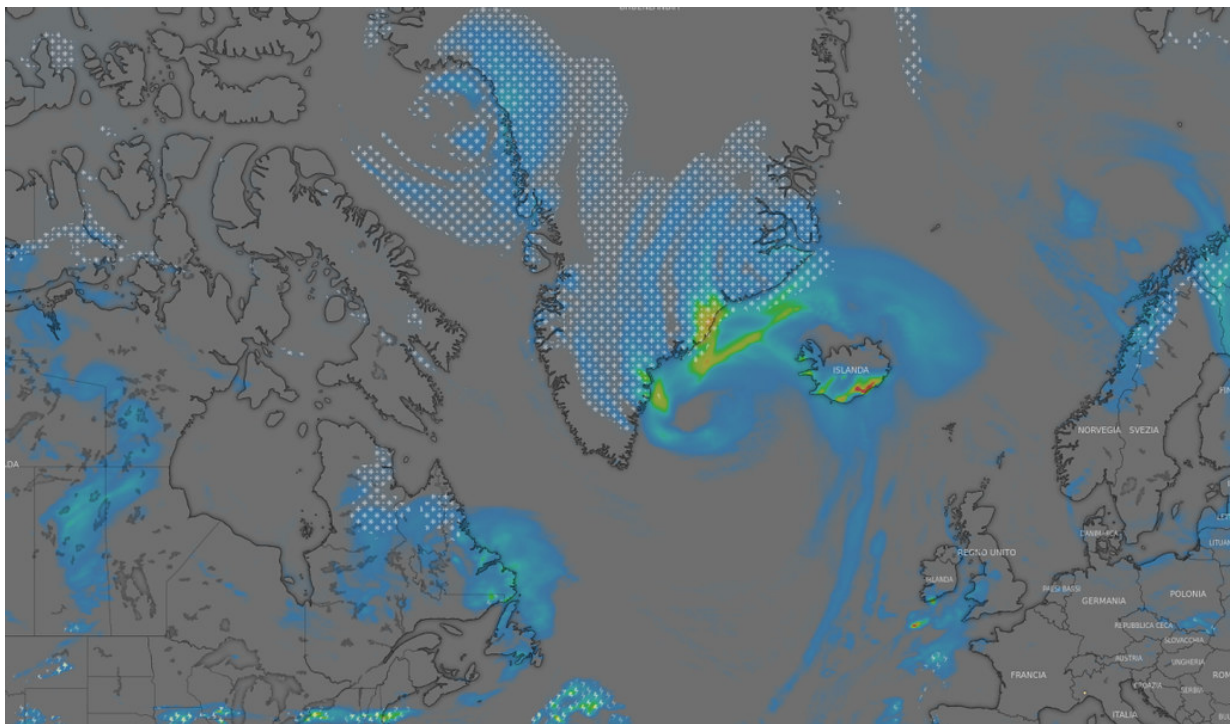 ISLANDA
NORVEGIA
SVEZIA
DANIMARCA
REGNO UNITO
IRLANDA
PAESI BASSI
GERMANIA
POLONIA
REPUBBLICA CECA
SLOVACCHIA
AUSTRIA
UNGHERIA
FRANCIA
CROAZIA
ITALIA